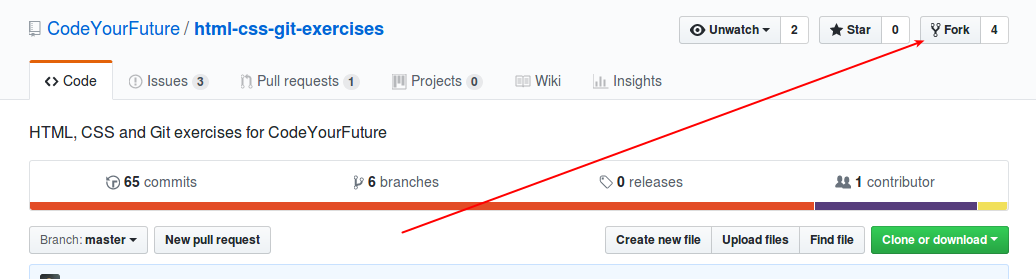 CodeYourFuture / html-css-git-exercises Unwatch 2 Star 0 Fork 4
Code Issues 3 Pull requests 1 Projects 0 Wiki Insights
HTML, CSS and Git exercises for CodeYourFuture
65 commits 6 branches 0 releases 1 contributor
Branch: master New pull request Create new file Upload files Find file Clone or download